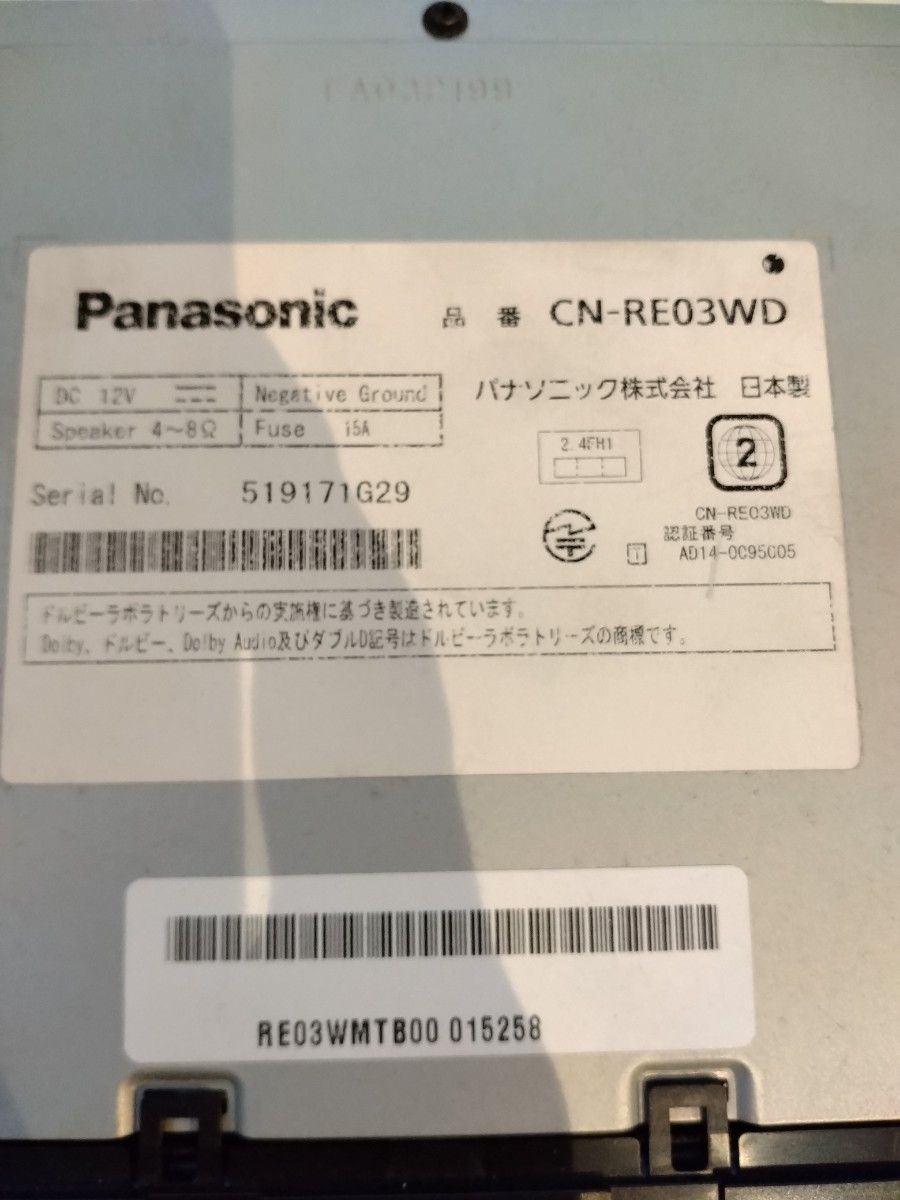 Panasonic 品番 CN-RE03WD
DC 12V Negative Ground
Speaker 4～8Ω Fuse 15A
パナソニック株式会社 日本製
2.4FH1
2
Serial No. 519171G29
CN-RE03WD
認証番号
AD14-0095005
ドルビーラボラトリーズからの実施権に基づき製造されています。
Dolby、ドルビー、Dolby Audio及びダブルD記号はドルビーラボラトリーズの商標です。
RE03WMTB00 015258